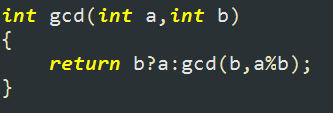 int gcd(int a,int b)
{
    return b?a:gcd(b,a%b);
}